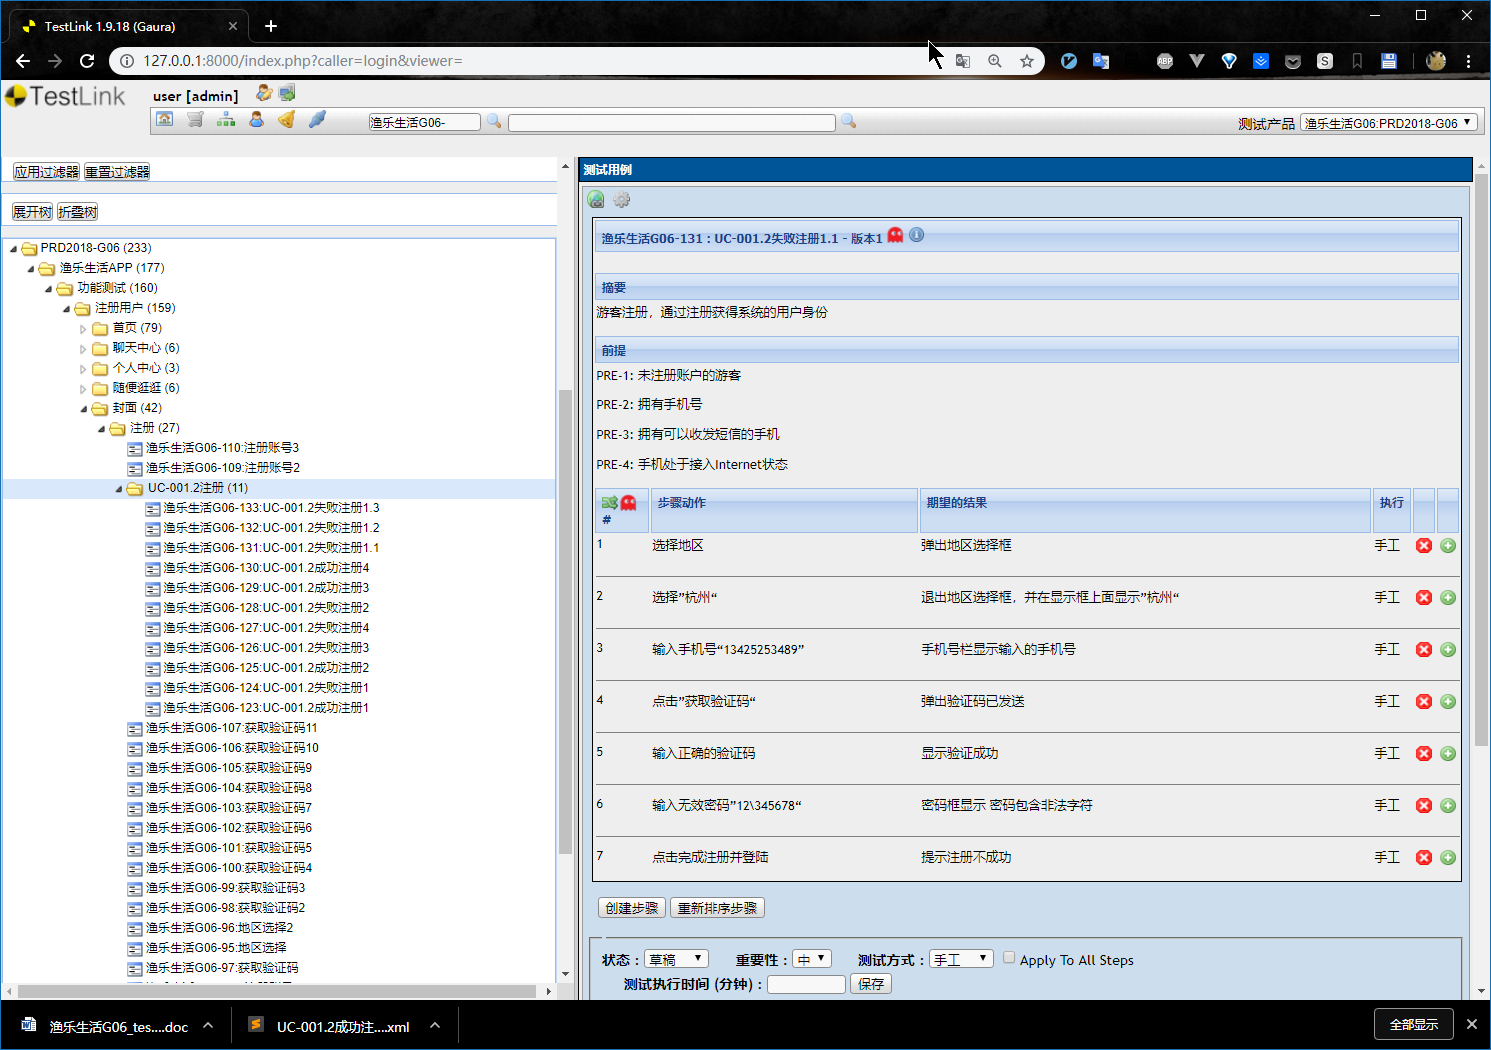 TestLink 1.9.18 (Gaura)
127.0.0.1:8000/index.php?caller=login&viewer=
TestLink
user [admin]
渔乐生活G06-
测试产品 渔乐生活G06:PRD2018-G06
应用过滤器 重置过滤器
展开树 折叠树
PRD2018-G06 (233)
渔乐生活APP (177)
功能测试 (160)
注册用户 (159)
首页 (79)
聊天中心 (6)
个人中心 (3)
随便逛逛 (6)
封面 (42)
注册 (27)
渔乐生活G06-110:注册账号3
渔乐生活G06-109:注册账号2
UC-001.2注册 (11)
渔乐生活G06-133:UC-001.2失败注册1.3
渔乐生活G06-132:UC-001.2失败注册1.2
渔乐生活G06-131:UC-001.2失败注册1.1
渔乐生活G06-130:UC-001.2成功注册4
渔乐生活G06-129:UC-001.2成功注册3
渔乐生活G06-128:UC-001.2失败注册2
渔乐生活G06-127:UC-001.2失败注册4
渔乐生活G06-126:UC-001.2失败注册3
渔乐生活G06-125:UC-001.2成功注册2
渔乐生活G06-124:UC-001.2失败注册1
渔乐生活G06-123:UC-001.2成功注册1
渔乐生活G06-107:获取验证码11
渔乐生活G06-106:获取验证码10
渔乐生活G06-105:获取验证码9
渔乐生活G06-104:获取验证码8
渔乐生活G06-103:获取验证码7
渔乐生活G06-102:获取验证码6
渔乐生活G06-101:获取验证码5
渔乐生活G06-100:获取验证码4
渔乐生活G06-99:获取验证码3
渔乐生活G06-98:获取验证码2
渔乐生活G06-96:地区选择2
渔乐生活G06-95:地区选择
渔乐生活G06-97:获取验证码
测试用例
渔乐生活G06-131 : UC-001.2失败注册1.1 - 版本1
摘要
游客注册，通过注册获得系统的用户身份
前提
PRE-1: 未注册账户的游客
PRE-2: 拥有手机号
PRE-3: 拥有可以收发短信的手机
PRE-4: 手机处于接入Internet状态
# 步骤动作 期望的结果 执行
1 选择地区 弹出地区选择框 手工
2 选择”杭州“ 退出地区选择框，并在显示框上面显示”杭州“ 手工
3 输入手机号“13425253489” 手机号栏显示输入的手机号 手工
4 点击”获取验证码“ 弹出验证码已发送 手工
5 输入正确的验证码 显示验证成功 手工
6 输入无效密码”12\345678“ 密码框显示 密码包含非法字符 手工
7 点击完成注册并登陆 提示注册不成功 手工
创建步骤 重新排序步骤
状态 : 草稿 重要性 : 中 测试方式 : 手工 Apply To All Steps
测试执行时间 (分钟) : 保存
渔乐生活G06_tes....doc UC-001.2成功注....xml 全部显示